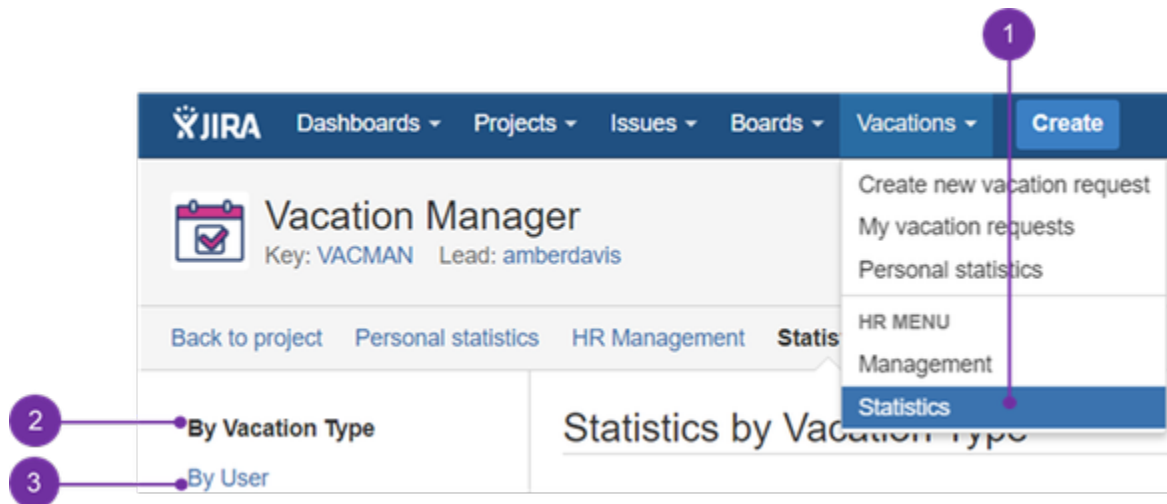 1
JIRA Dashboards Projects Issues Boards Vacations Create
Vacation Manager
Key: VACMAN Lead: amberdavis
Create new vacation request
My vacation requests
Personal statistics
HR MENU
Management
Statistics
Back to project Personal statistics HR Management Statis
2
By Vacation Type
3
By User
Statistics by Vacation Type